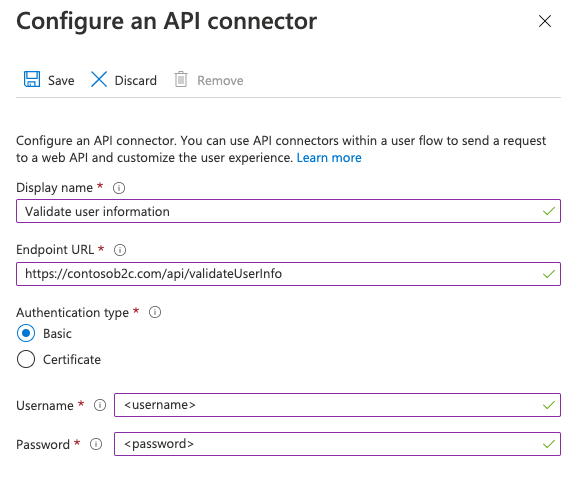 Configure an API connector
Save Discard Remove
Configure an API connector. You can use API connectors within a user flow to send a request
to a web API and customize the user experience. Learn more
Display name *
Validate user information
Endpoint URL *
https://contosob2c.com/api/validateUserInfo
Authentication type *
Basic
Certificate
Username * <username>
Password * <password>